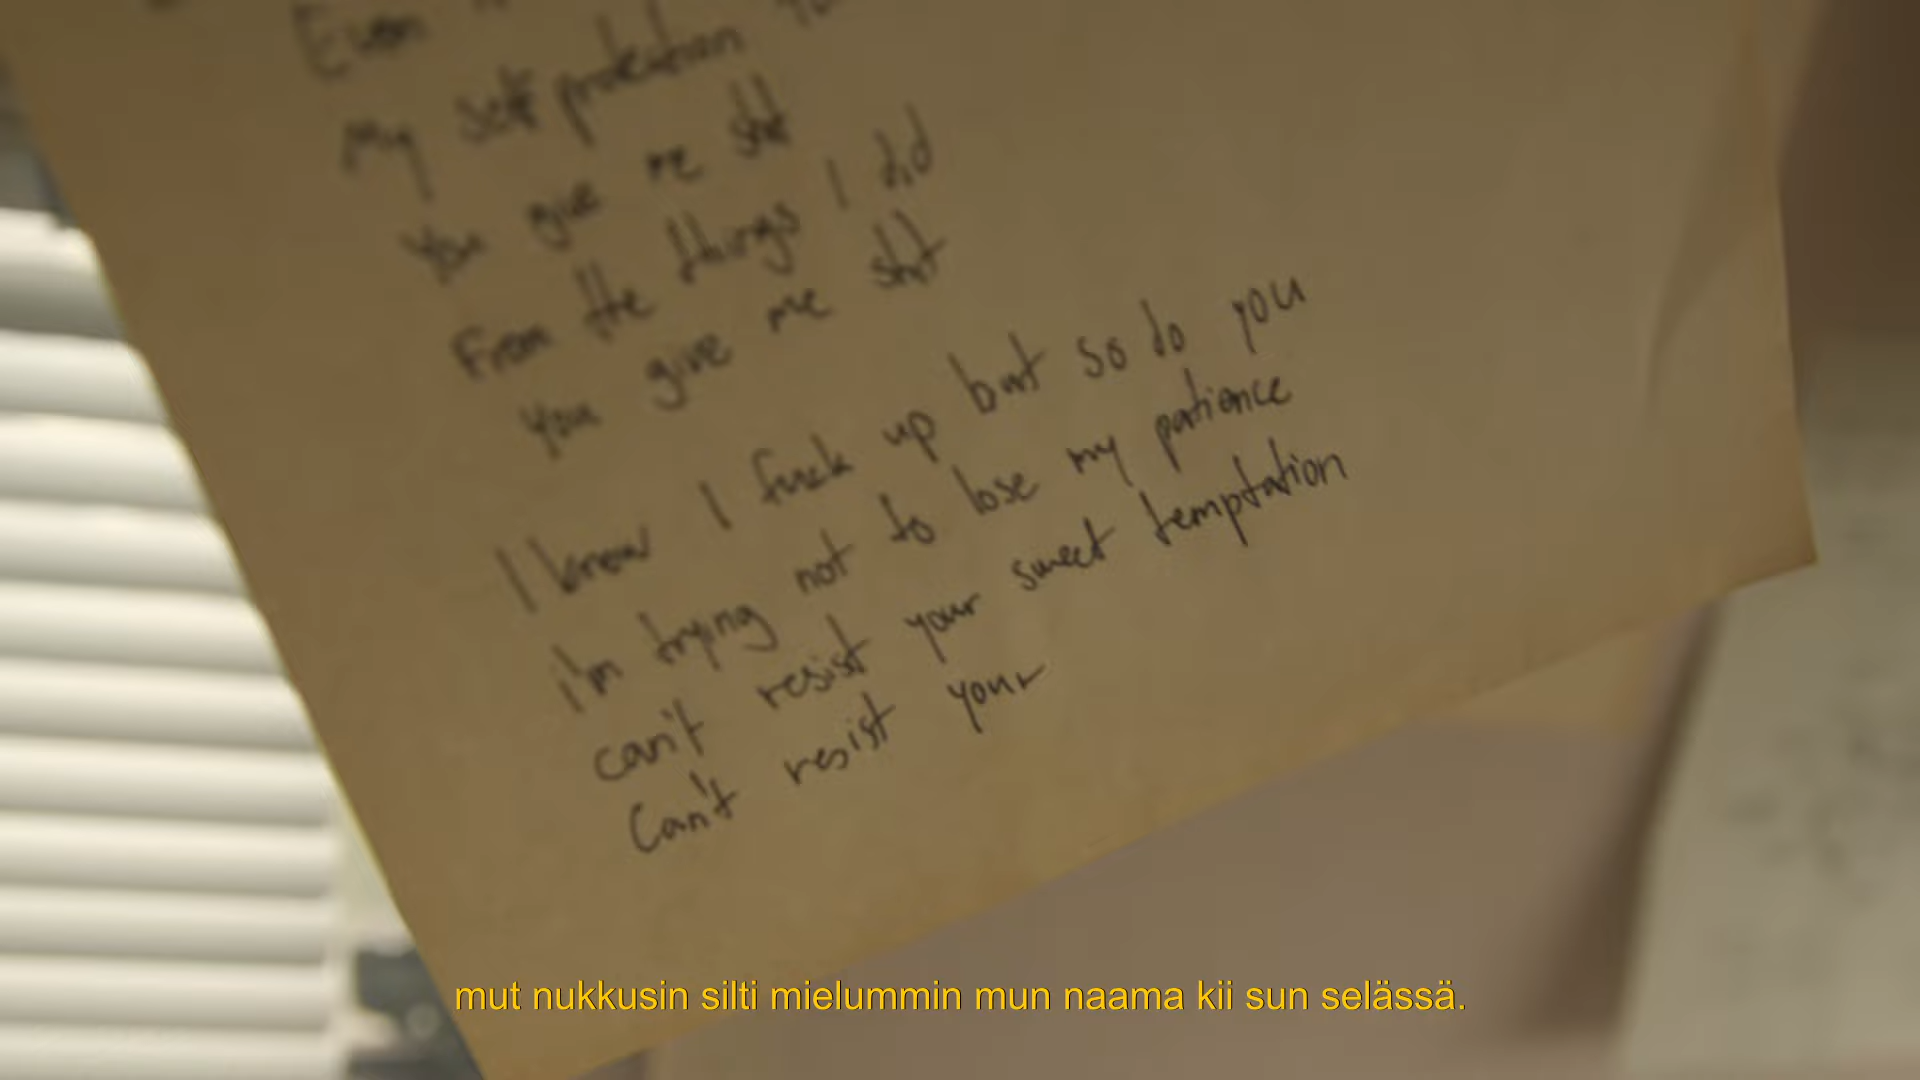 Even
My self protection
You give me shit
From the things I did
You give me shit
I know I fuck up but so do you
i'm trying not to lose my patience
can't resist your sweet temptation
Can't resist your
mut nukkusin silti mielummin mun naama kii sun selässä.